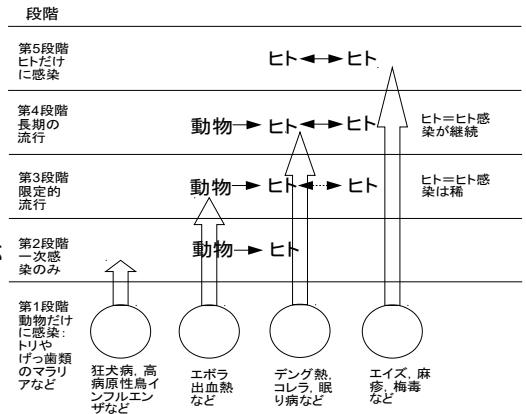 段階
第5段階
ヒトだけ
に感染
ヒト ヒト
第4段階
長期の
流行
動物 ヒト ヒト
ヒト=ヒト感
染が継続
第3段階
限定的
流行
動物 ヒト ヒト
ヒト=ヒト感
染は稀
第2段階
一次感
染のみ
動物 ヒト
第1段階
動物だけ
に感染:
トリや
げっ歯類
のマラリ
アなど
狂犬病, 高
病原性鳥イ
ンフルエン
ザなど
エボラ
出血熱
など
デング熱,
コレラ, 眠
り病など
エイズ, 麻
疹, 梅毒
など